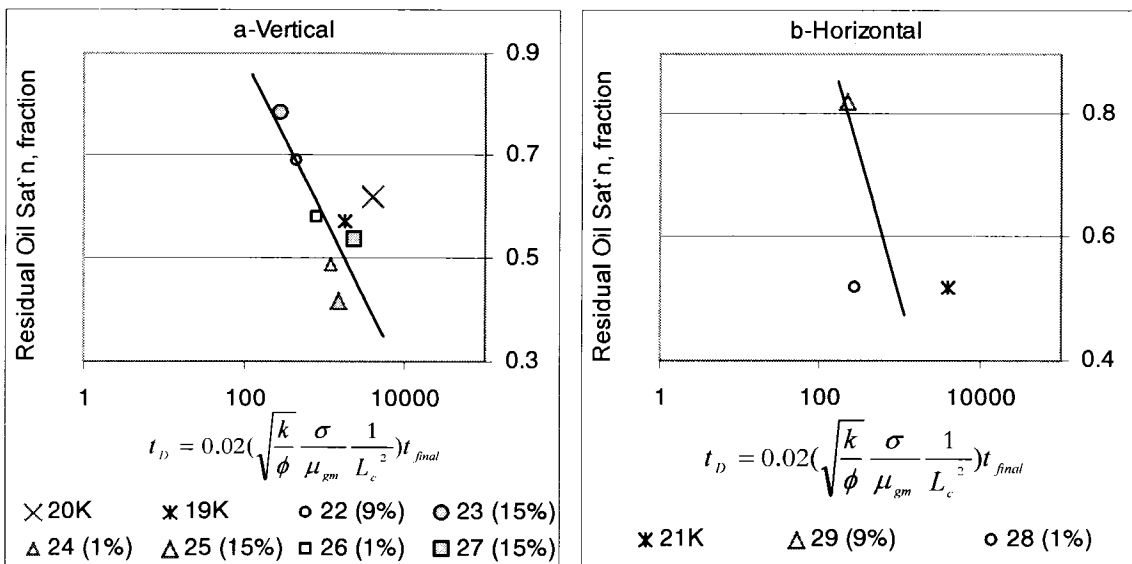 a-Vertical
Residual Oil Sat`n, fraction
0.9
0.7
0.5
0.3
1
100
10000
t_D = 0.02(√(k/ϕ) σ/μ_gm 1/L_c²)t_final
20K 19K 22 (9%) 23 (15%)
24 (1%) 25 (15%) 26 (1%) 27 (15%)
b-Horizontal
Residual Oil Sat`n, fraction
0.8
0.6
0.4
1
100
10000
t_D = 0.02(√(k/ϕ) σ/μ_gm 1/L_c²)t_final
21K 29 (9%) 28 (1%)